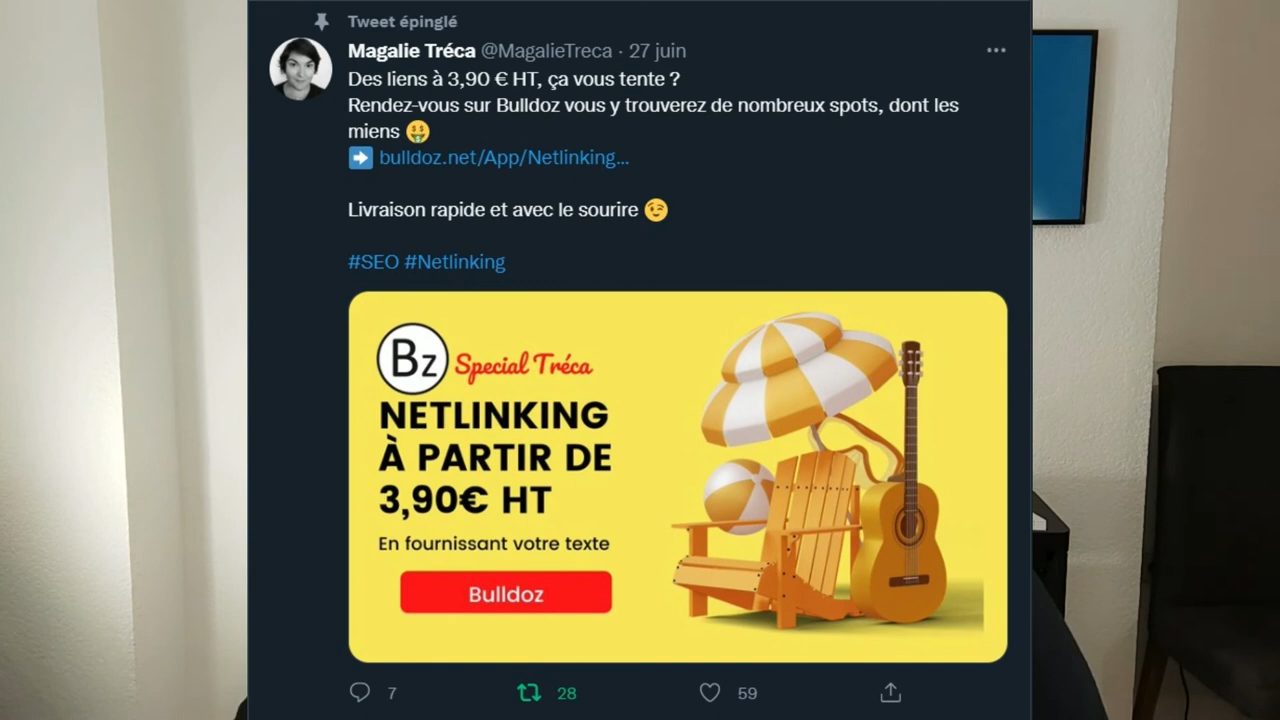 Tweet épinglé
Magalie Tréca @MagalieTreca · 27 juin
Des liens à 3,90 € HT, ça vous tente ?
Rendez-vous sur Bulldoz vous y trouverez de nombreux spots, dont les
miens 🤑
➡️ bulldoz.net/App/Netlinking...
Livraison rapide et avec le sourire 😉
#SEO #Netlinking
Bz Special Tréca
NETLINKING
À PARTIR DE
3,90€ HT
En fournissant votre texte
Bulldoz
7 28 59